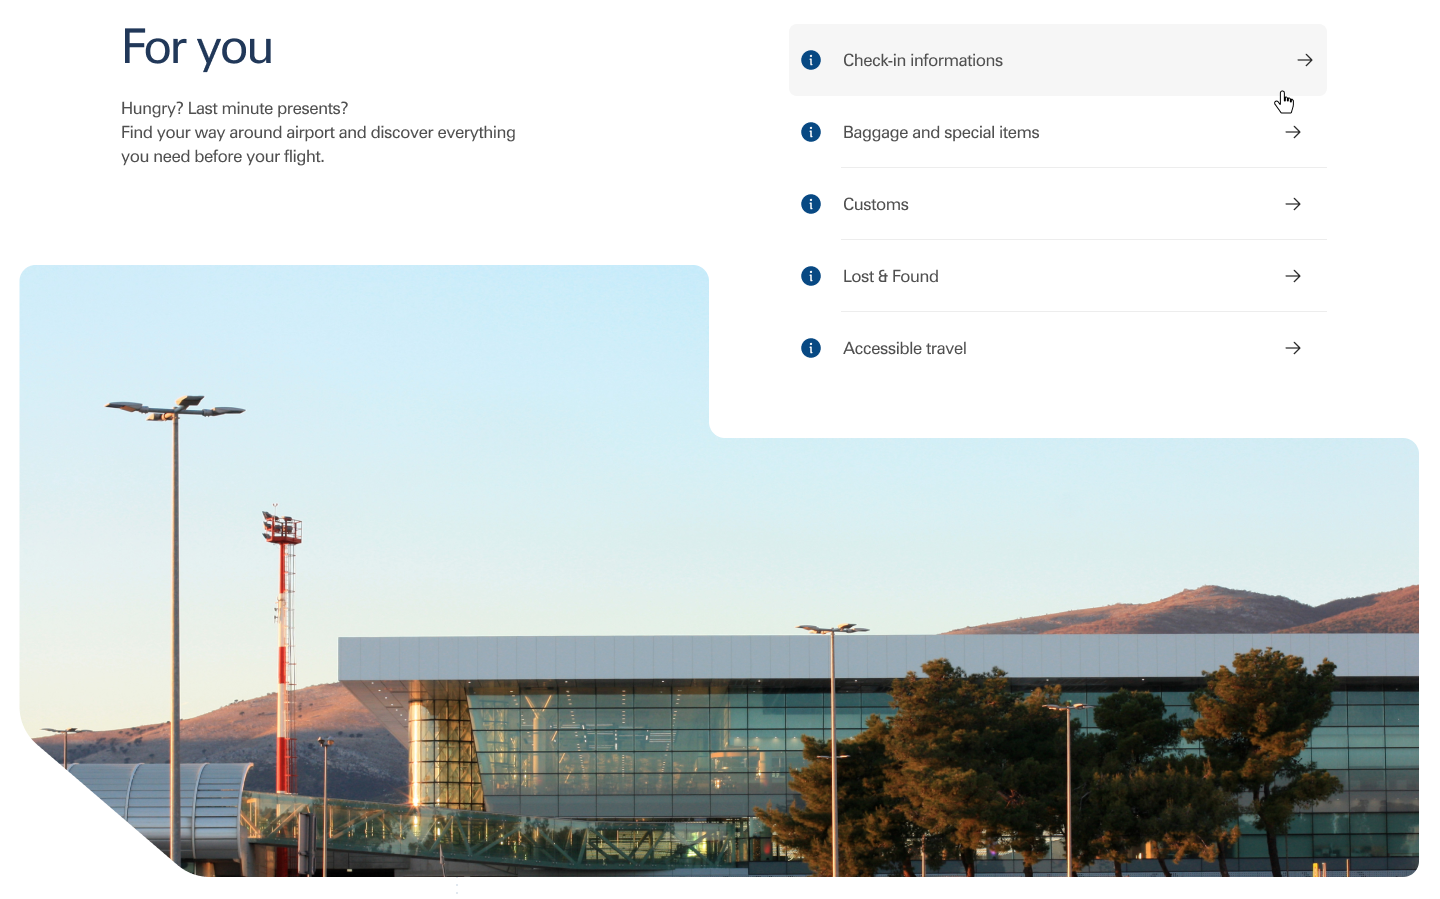 For you
Hungry? Last minute presents?
Find your way around airport and discover everything
you need before your flight.
Check-in informations
Baggage and special items
Customs
Lost & Found
Accessible travel